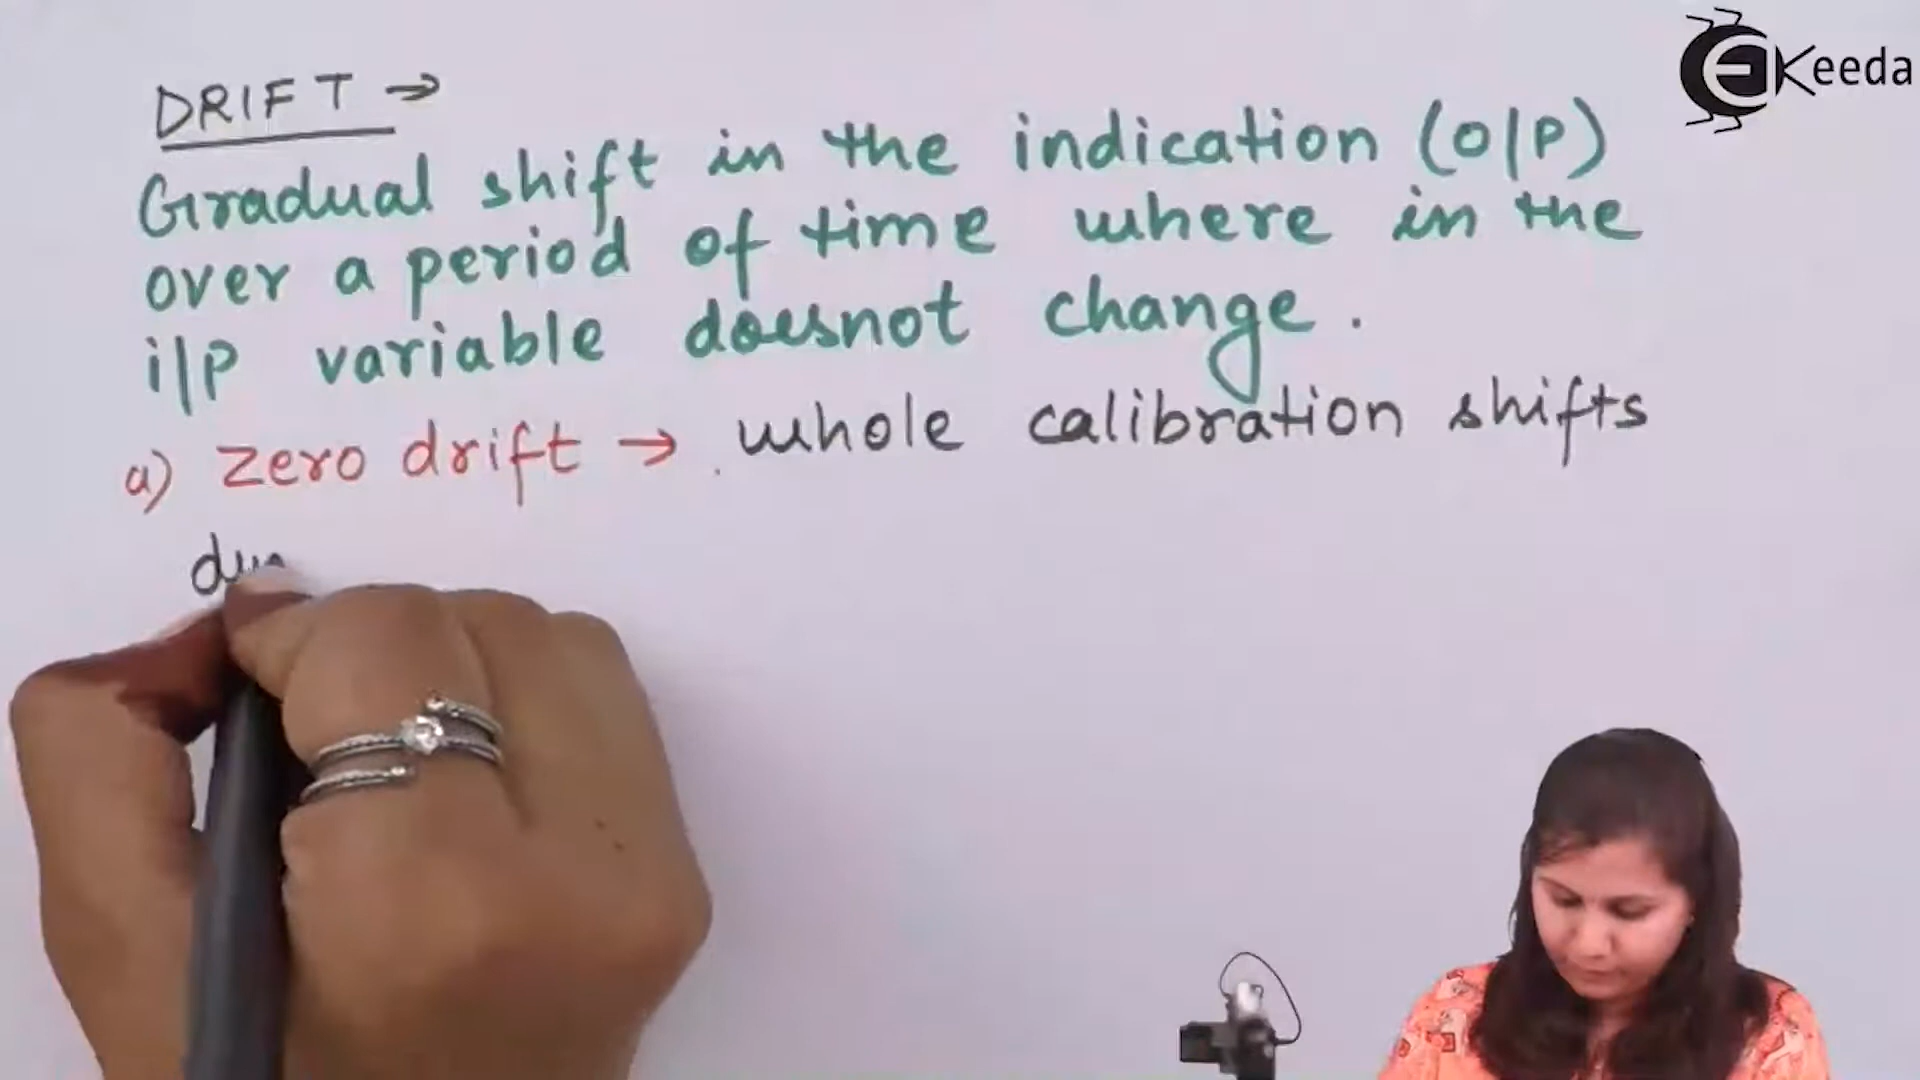 DRIFT →
Gradual shift in the indication (o/p)
over a period of time where in the
i/p variable doesnot change.
a) zero drift → whole calibration shifts
Keeda